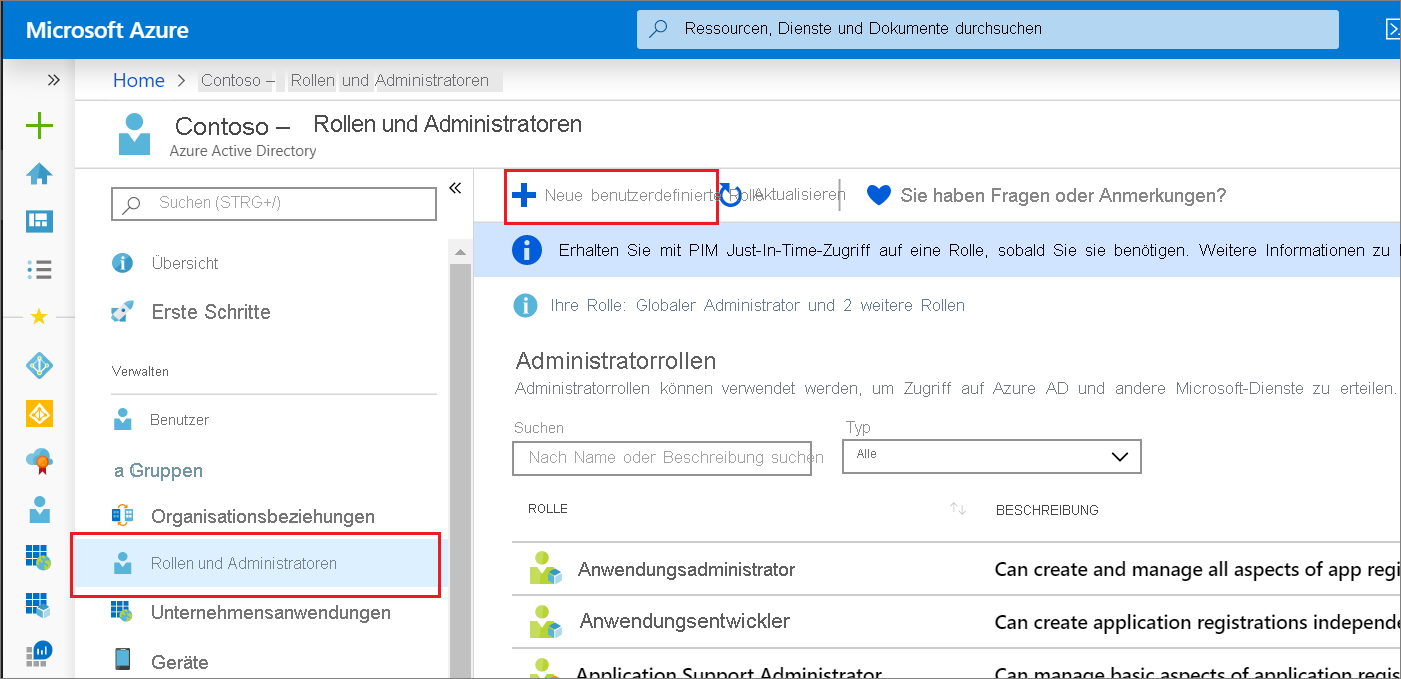 Microsoft Azure
Ressourcen, Dienste und Dokumente durchsuchen
Home > Contoso – Rollen und Administratoren
Contoso – Rollen und Administratoren
Azure Active Directory
Suchen (STRG+/)
Übersicht
Erste Schritte
Verwalten
Benutzer
a Gruppen
Organisationsbeziehungen
Rollen und Administratoren
Unternehmensanwendungen
Geräte
Neue benutzerdefinierte Rolle
Aktualisieren
Sie haben Fragen oder Anmerkungen?
Erhalten Sie mit PIM Just-In-Time-Zugriff auf eine Rolle, sobald Sie sie benötigen. Weitere Informationen zu
Ihre Rolle: Globaler Administrator und 2 weitere Rollen
Administratorrollen
Administratorrollen können verwendet werden, um Zugriff auf Azure AD und andere Microsoft-Dienste zu erteilen.
Suchen
Typ
Nach Name oder Beschreibung suchen
Alle
ROLLE
BESCHREIBUNG
Anwendungsadministrator
Can create and manage all aspects of app regi
Anwendungsentwickler
Can create application registrations independe
Application Support Administrator
Can manage basic aspects of application regist